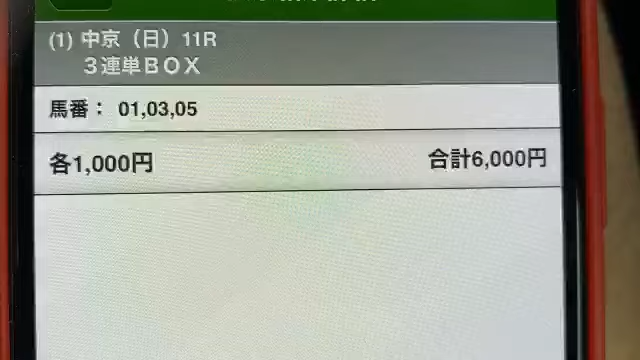 (1) 中京（日）11R
３連単ＢＯＸ
馬番： 01,03,05
各1,000円 合計6,000円